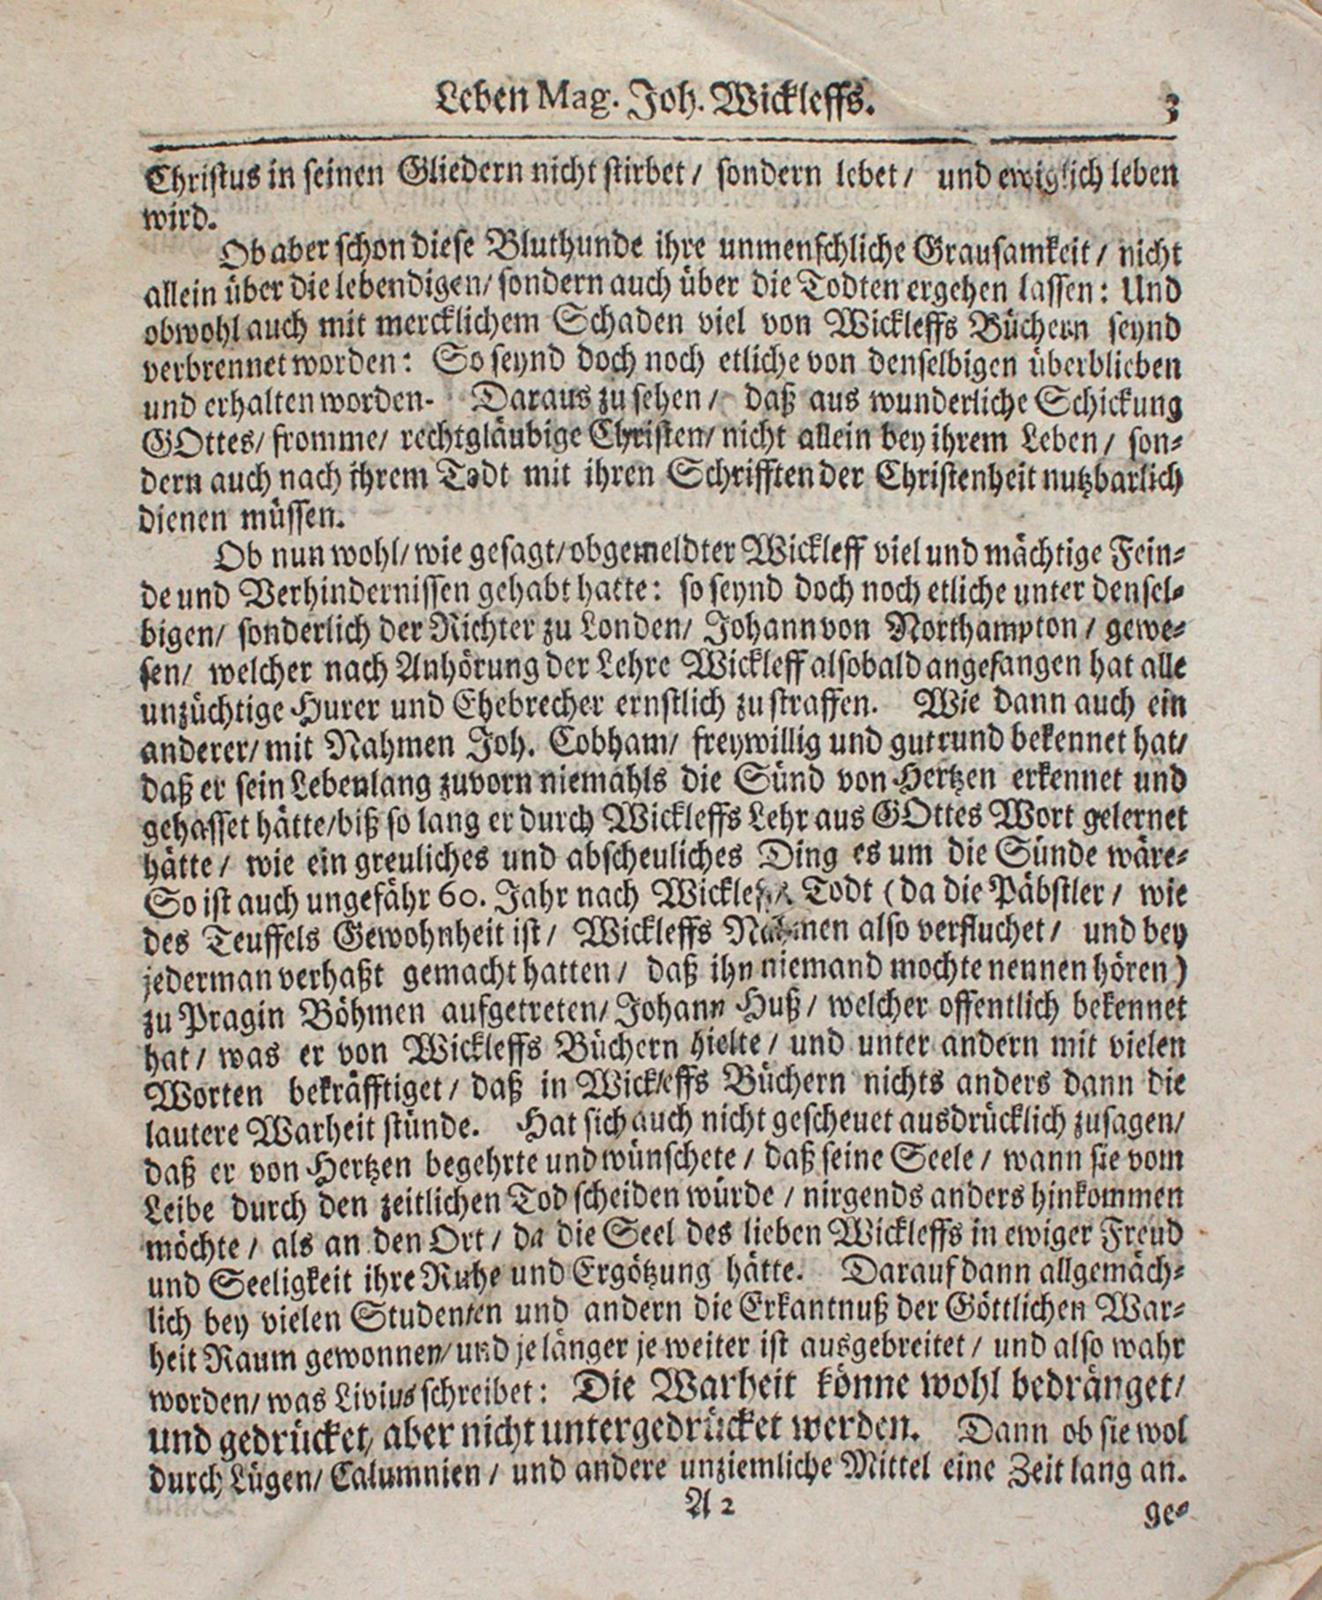 Leben Mag. Joh. Wickleffs. 3
Christus in seinen Gliedern nicht stirbet / sondern lebet / und ewiglich leben
wird.
Ob aber schon diese Bluthunde ihre unmenschliche Grausamkeit / nicht
allein über die lebendigen / sondern auch über die Todten ergehen lassen: Und
obwohl auch mit mercklichem Schaden viel von Wickleffs Büchern seynd
verbrennet worden: So seynd doch noch etliche von denselbigen überblieben
und erhalten worden. Daraus zu sehen / daß aus wunderliche Schickung
GOttes / fromme / rechtgläubige Christen / nicht allein bey ihrem Leben / son-
dern auch nach ihrem Todt mit ihren Schrifften der Christenheit nutzbarlich
dienen müssen.
Ob nun wohl / wie gesagt / obgemeldter Wickleff viel und mächtige Fein-
de und Verhindernissen gehabt hatte: so seynd doch noch etliche unter densel-
bigen / sonderlich der Richter zu Londen / Johann von Northampton / gewe-
sen / welcher nach Anhörung der Lehre Wickleff alsobald angefangen hat alle
unzüchtige Hurer und Ehebrecher ernstlich zu straffen. Wie dann auch ein
anderer / mit Nahmen Joh. Cobham / freywillig und gutrund bekennet hat /
daß er sein Lebenlang zuvorn niemahls die Sünd von Hertzen erkennet und
gehasset hätte / biß so lang er durch Wickleffs Lehr aus GOttes Wort gelernet
hätte / wie ein greuliches und abscheuliches Ding es um die Sünde wäre.
So ist auch ungefähr 60. Jahr nach Wickleffs Todt (da die Päbstler / wie
des Teuffels Gewohnheit ist / Wickleffs Nahmen also verfluchet / und bey
jederman verhaßt gemacht hatten / daß ihn niemand mochte nennen hören)
zu Prag in Böhmen aufgetreten / Johann Huß / welcher offentlich bekennet
hat / was er von Wickleffs Büchern hielte / und unter andern mit vielen
Worten bekräfftiget / daß in Wickleffs Büchern nichts anders dann die
lautere Warheit stünde. Hat sich auch nicht gescheuet ausdrücklich zusagen /
daß er von Hertzen begehrte und wünschete / daß seine Seele / wann sie vom
Leibe durch den zeitlichen Tod scheiden würde / nirgends anders hinkommen
möchte / als an den Ort / da die Seel des lieben Wickleffs in ewiger Freud
und Seeligkeit ihre Ruhe und Ergötzung hätte. Darauf dann allgemäch-
lich bey vielen Studenten und andern die Erkantnuß der Göttlichen War-
heit Raum gewonnen / und je länger je weiter ist ausgebreitet / und also wahr
worden / was Livius schreibet: Die Warheit könne wohl bedränget /
und gedrücket / aber nicht untergedrücket werden. Dann ob sie wol
durch Lügen / Calumnien / und andere unziemliche Mittel eine Zeit lang an-
A 2
ge-